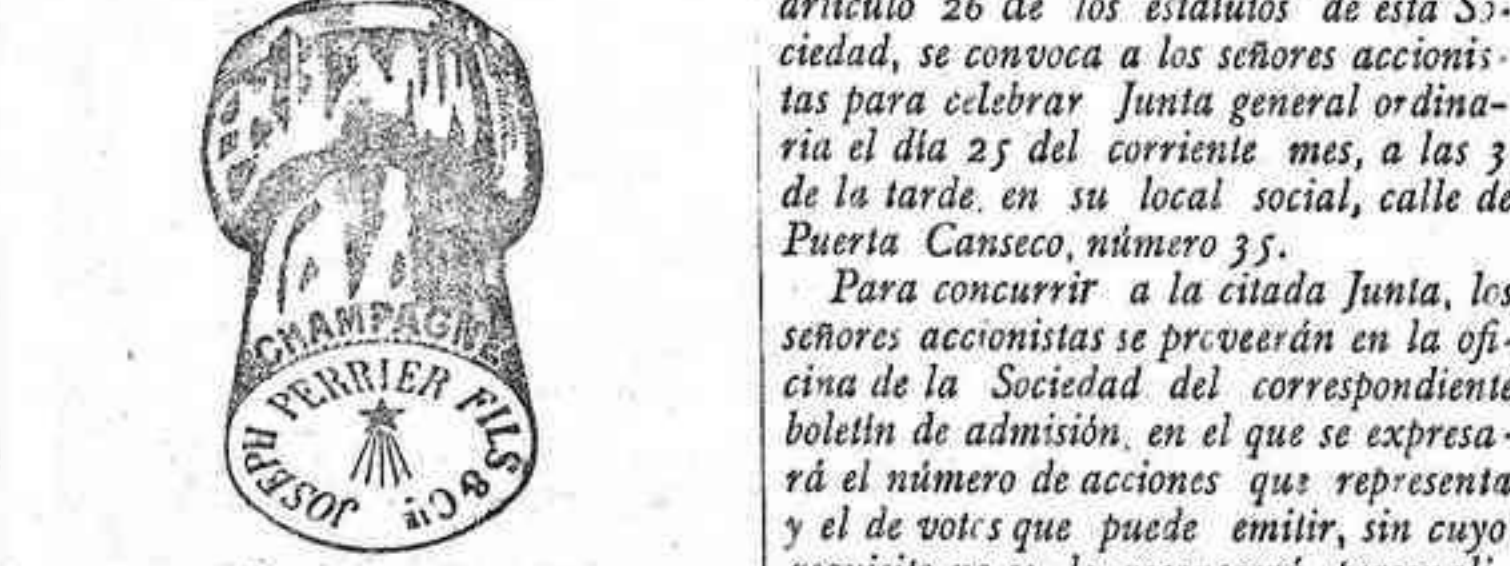 CHAMPAGNE
JOSEPH PERRIER FILS & Cie
artículo 26 de los estatutos de esta So-
ciedad, se convoca a los señores accionis-
tas para celebrar Junta general ordina-
ria el día 25 del corriente mes, a las 3
de la tarde, en su local social, calle de
Puerta Canseco, número 35.
Para concurrir a la citada Junta, los
señores accionistas se proveerán en la ofi-
cina de la Sociedad del correspondiente
boletín de admisión, en el que se expresa-
rá el número de acciones que representa
y el de votos que puede emitir, sin cuyo